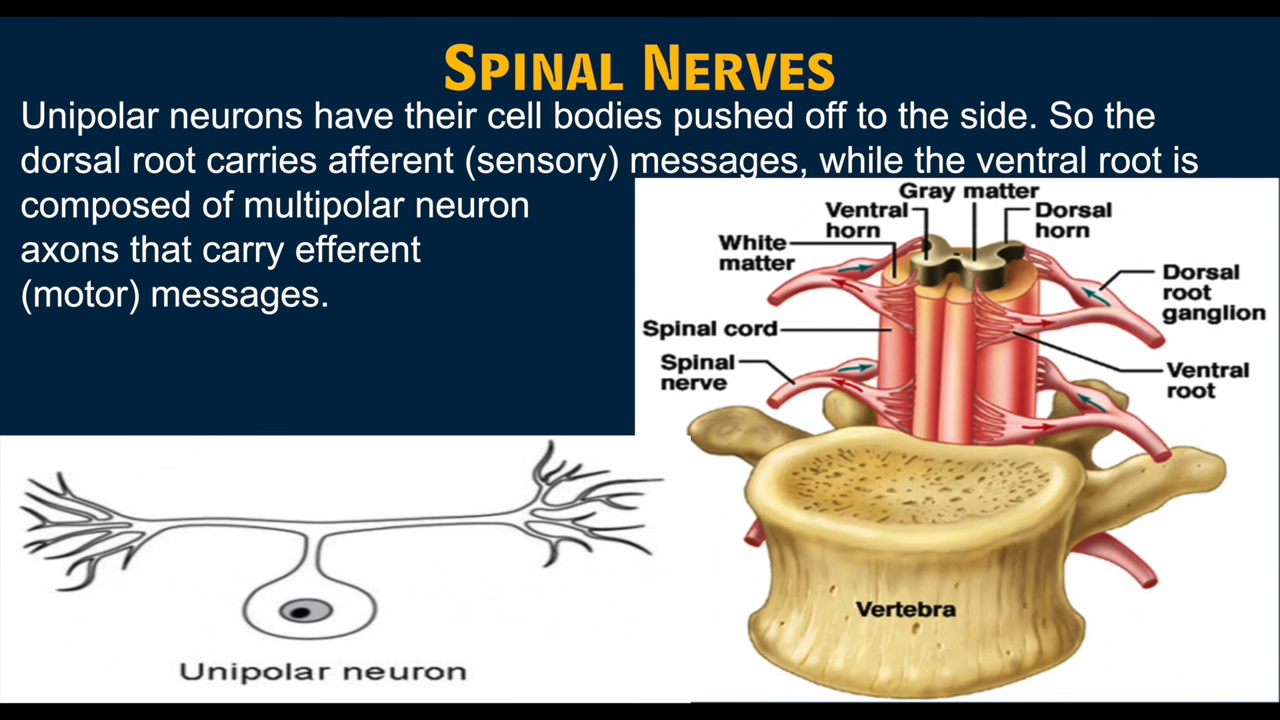 SPINAL NERVES
Unipolar neurons have their cell bodies pushed off to the side. So the
dorsal root carries afferent (sensory) messages, while the ventral root is
composed of multipolar neuron
axons that carry efferent
(motor) messages.
Gray matter
Ventral
horn
Dorsal
horn
White
matter
Dorsal
root
ganglion
Spinal cord
Spinal
nerve
Ventral
root
Vertebra
Unipolar neuron